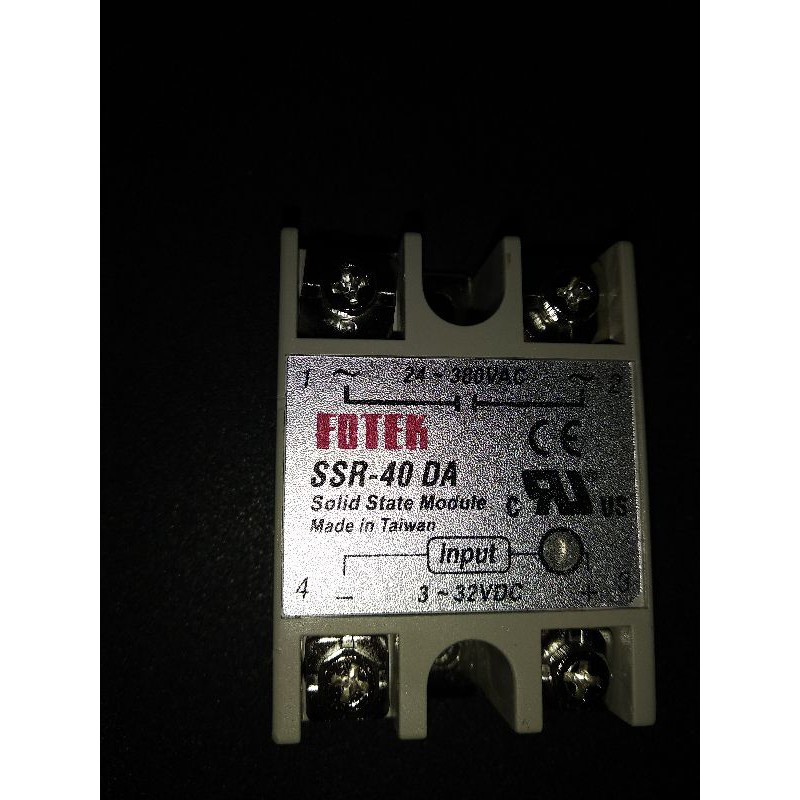 1 ~ 24~380VAC ~ 2
FOTEK
CE
SSR-40 DA
Solid State Module
C RU US
Made in Taiwan
Input
4 - 3~32VDC + 3